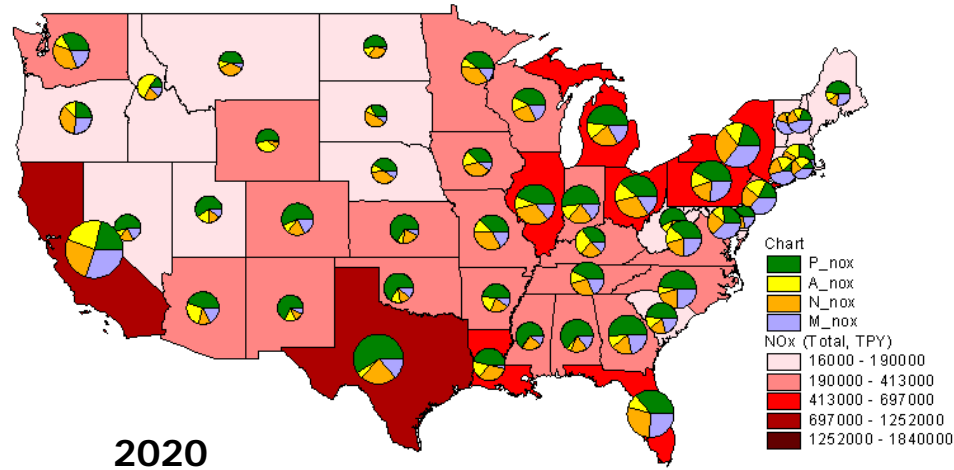 Chart
P_nox
A_nox
N_nox
M_nox
NOx (Total, TPY)
16000 - 190000
190000 - 413000
413000 - 697000
697000 - 1252000
1252000 - 1840000
2020